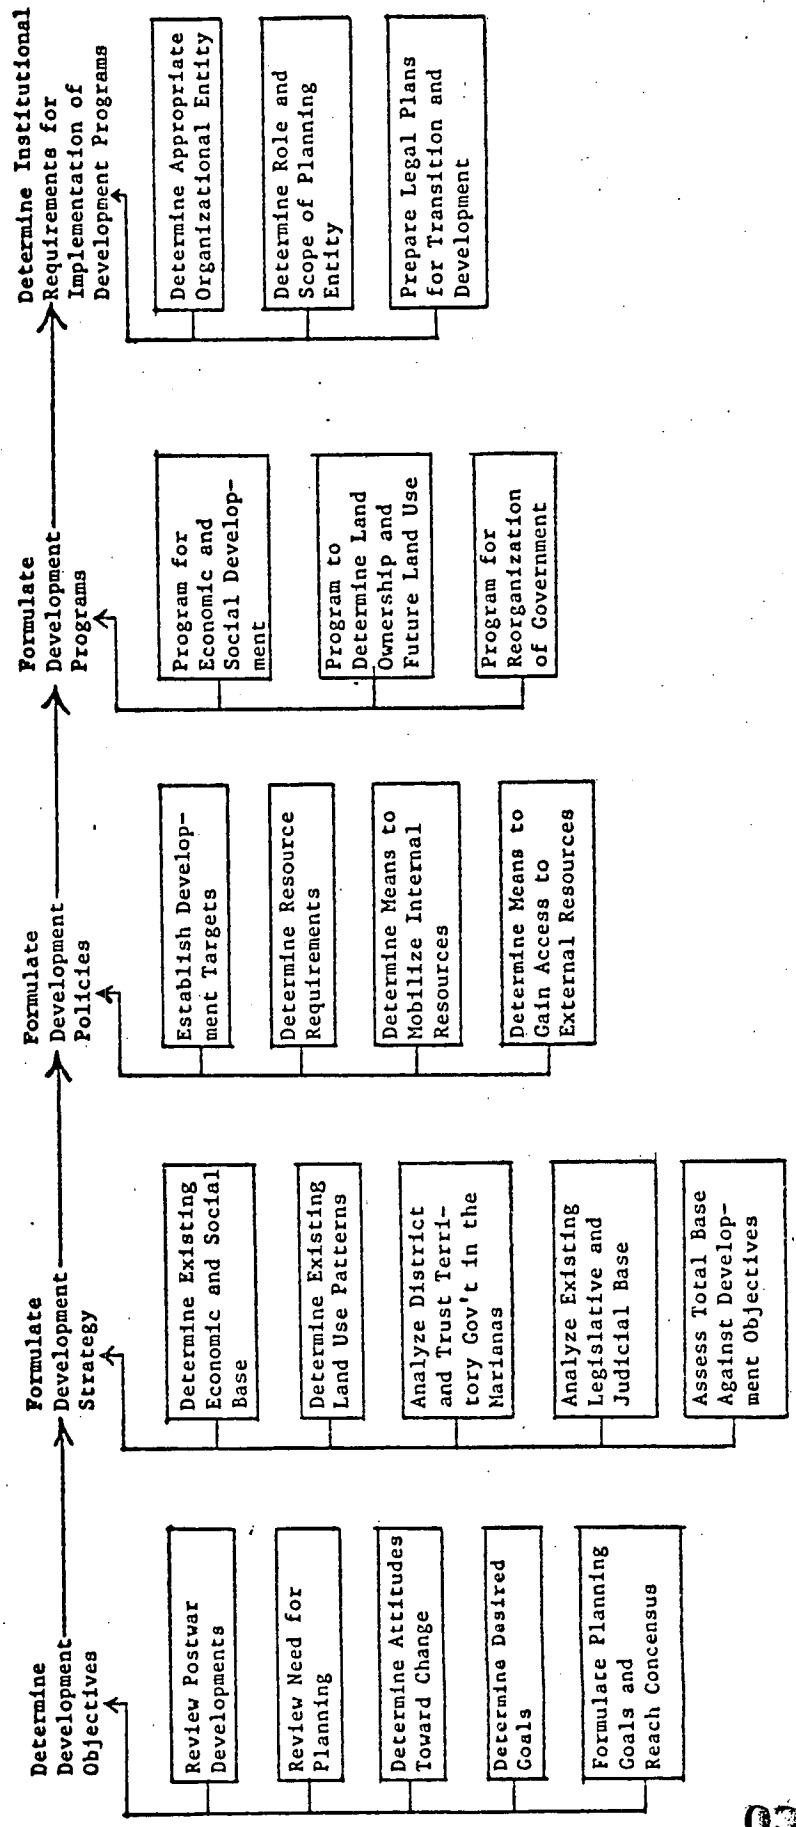 Determine
Development
Objectives
Review Postwar
Developments
Review Need for
Planning
Determine Attitudes
Toward Change
Determine Desired
Goals
Formulate Planning
Goals and
Reach Concensus
Formulate
Development
Strategy
Determine Existing
Economic and Social
Base
Determine Existing
Land Use Patterns
Analyze District
and Trust Terri-
tory Gov't in the
Marianas
Analyze Existing
Legislative and
Judicial Base
Assess Total Base
Against Develop-
ment Objectives
Formulate
Development
Policies
Establish Develop-
ment Targets
Determine Resource
Requirements
Determine Means to
Mobilize Internal
Resources
Determine Means to
Gain Access to
External Resources
Formulate
Development
Programs
Program for
Economic and
Social Develop-
ment
Program to
Determine Land
Ownership and
Future Land Use
Program for
Reorganization
of Government
Determine Institutional
Requirements for
Implementation of
Development Programs
Determine Appropriate
Organizational Entity
Determine Role and
Scope of Planning
Entity
Prepare Legal Plans
for Transition and
Development